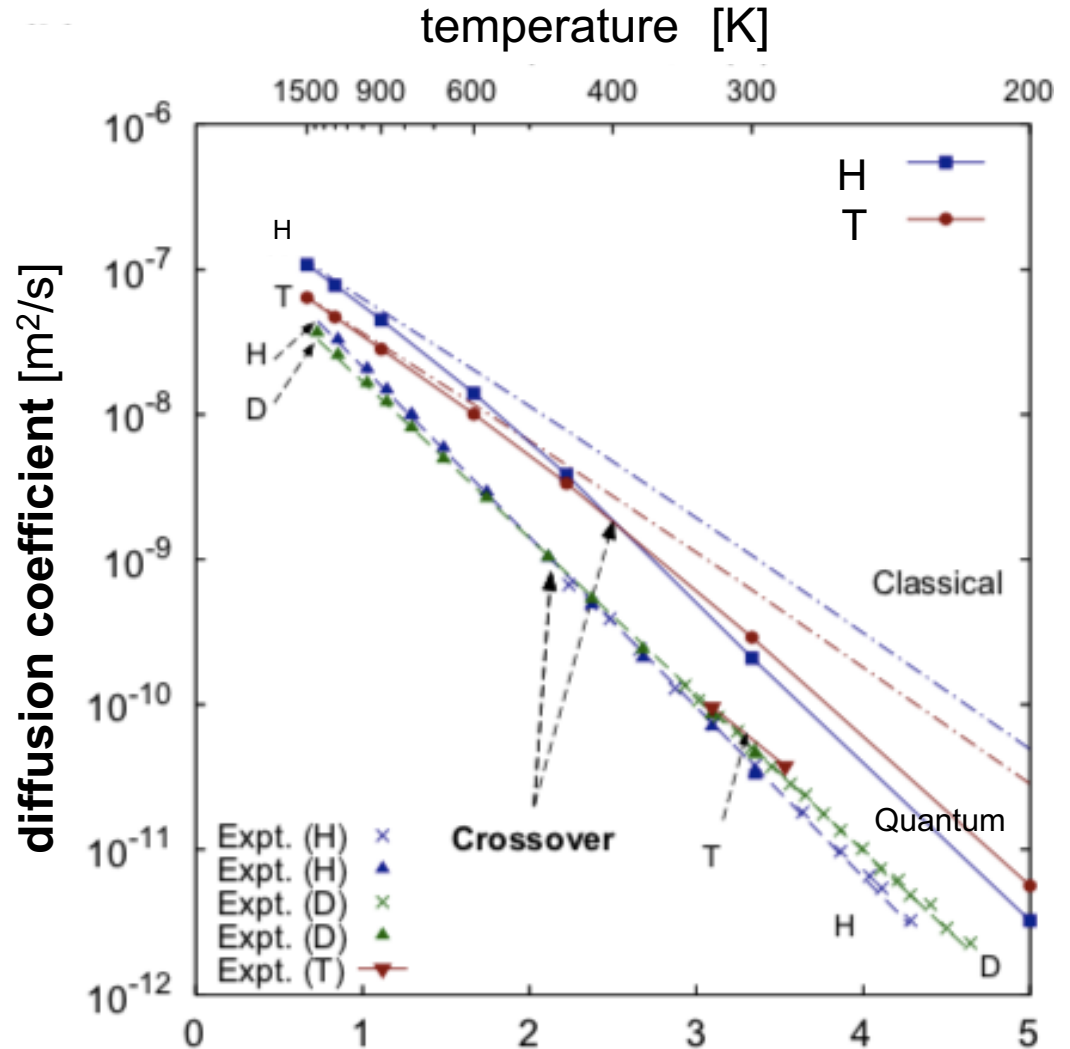 temperature [K]
1500 900 600 400 300 200
10-6
H
T
H
10-7
T
H
D
10-8
diffusion coefficient [m2/s]
10-9
Classical
10-10
Quantum
Crossover
T
10-11
Expt. (H)
Expt. (H)
Expt. (D)
Expt. (D)
Expt. (T)
H
D
10-12
0 1 2 3 4 5